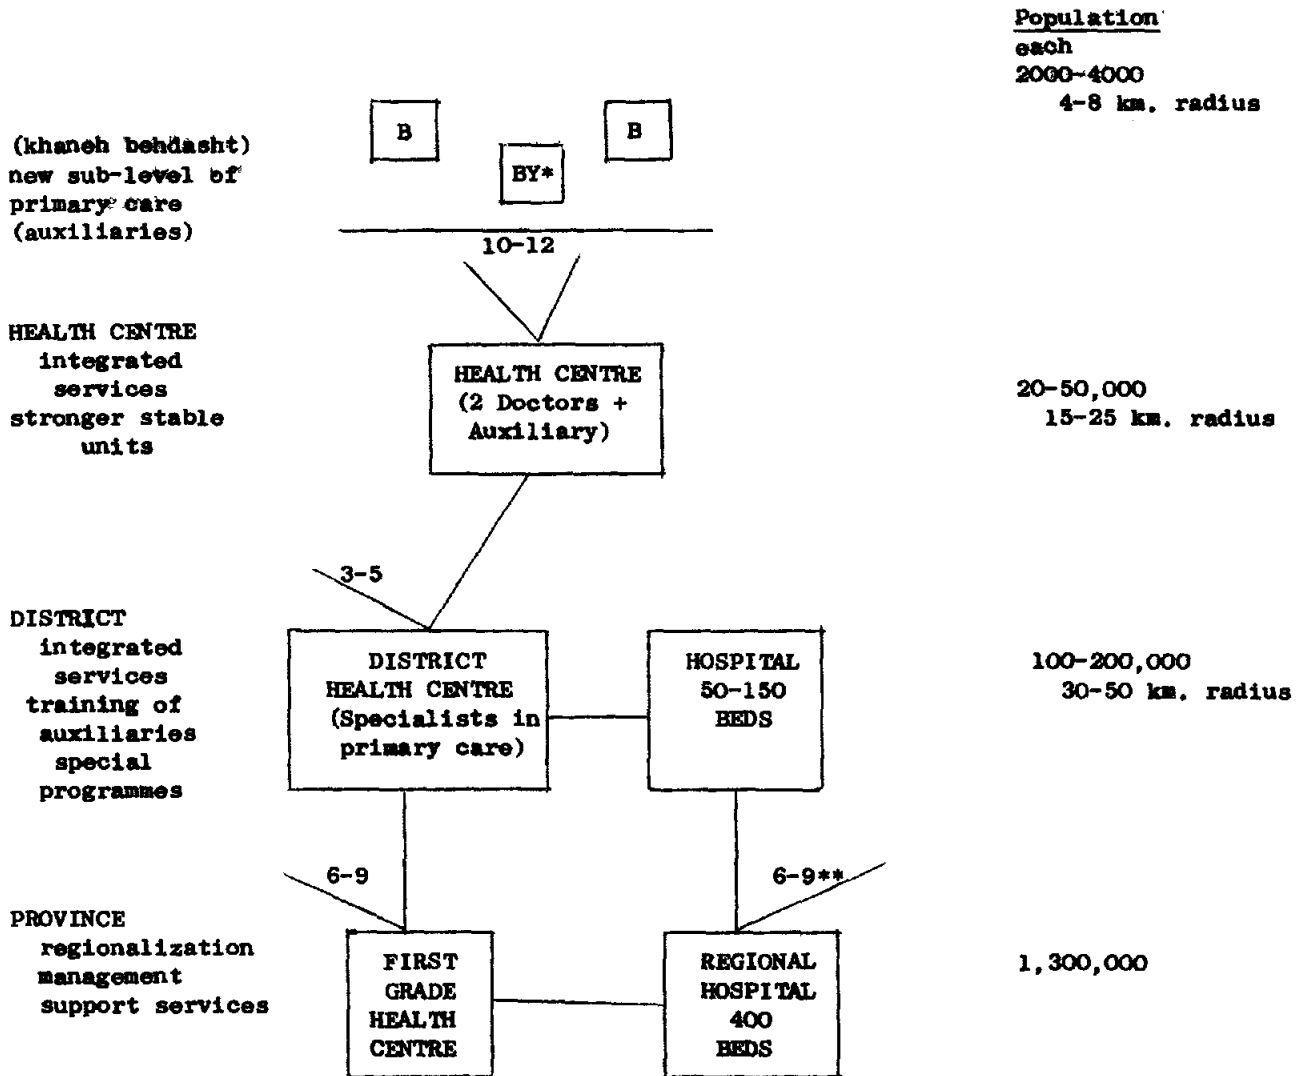 Population
each
2000-4000
4-8 km. radius
B
B
BY*
(khaneh behdasht)
new sub-level of
primary care
(auxiliaries)
10-12
HEALTH CENTRE
integrated
services
stronger stable
units
HEALTH CENTRE
(2 Doctors +
Auxiliary)
20-50,000
15-25 km. radius
3-5
DISTRICT
integrated
services
training of
auxiliaries
special
programmes
DISTRICT
HEALTH CENTRE
(Specialists in
primary care)
HOSPITAL
50-150
BEDS
100-200,000
30-50 km. radius
6-9
6-9**
PROVINCE
regionalization
management
support services
FIRST
GRADE
HEALTH
CENTRE
REGIONAL
HOSPITAL
400
BEDS
1,300,000